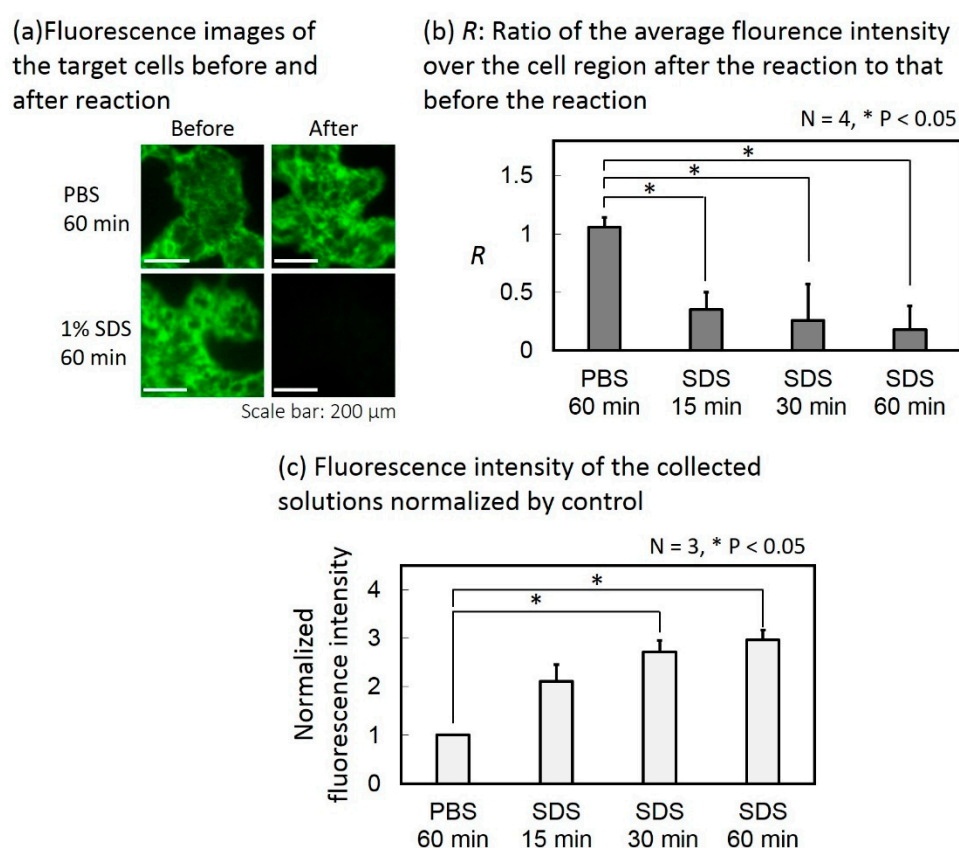 (a)Fluorescence images of
the target cells before and
after reaction
Before After
PBS
60 min
1% SDS
60 min
Scale bar: 200 μm
(b) R: Ratio of the average flourence intensity
over the cell region after the reaction to that
before the reaction
N = 4, * P < 0.05
1.5
1
0.5
0
R
* * *
PBS SDS SDS SDS
60 min 15 min 30 min 60 min
(c) Fluorescence intensity of the collected
solutions normalized by control
N = 3, * P < 0.05
Normalized
fluorescence intensity
4
3
2
1
0
* *
PBS SDS SDS SDS
60 min 15 min 30 min 60 min